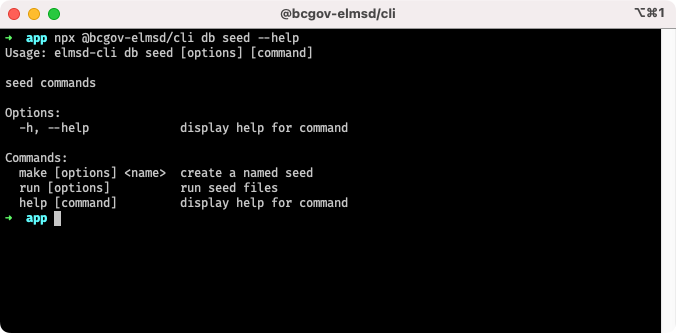 @bcgov-elmsd/cli
⌥⌘1
➜  app npx @bcgov-elmsd/cli db seed --help
Usage: elmsd-cli db seed [options] [command]

seed commands

Options:
  -h, --help             display help for command

Commands:
  make [options] <name>  create a named seed
  run [options]          run seed files
  help [command]         display help for command
➜  app